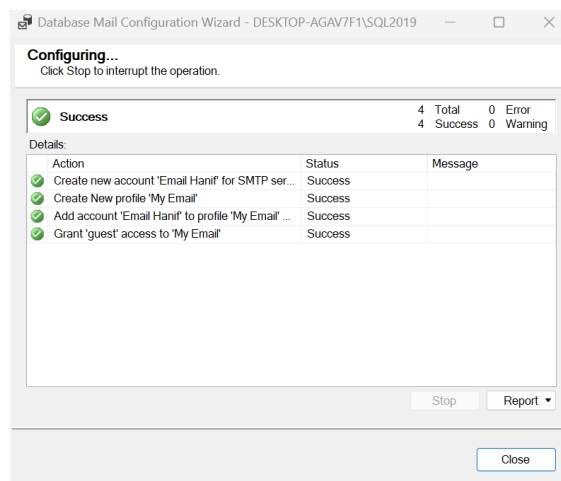 Database Mail Configuration Wizard - DESKTOP-AGAV7F1\SQL2019
Configuring...
Click Stop to interrupt the operation.
Success
4 Total 0 Error
4 Success 0 Warning
Details:
Action Status Message
Create new account 'Email Hanif' for SMTP ser... Success
Create New profile 'My Email' Success
Add account 'Email Hanif' to profile 'My Email' ... Success
Grant 'guest' access to 'My Email' Success
Stop Report
Close